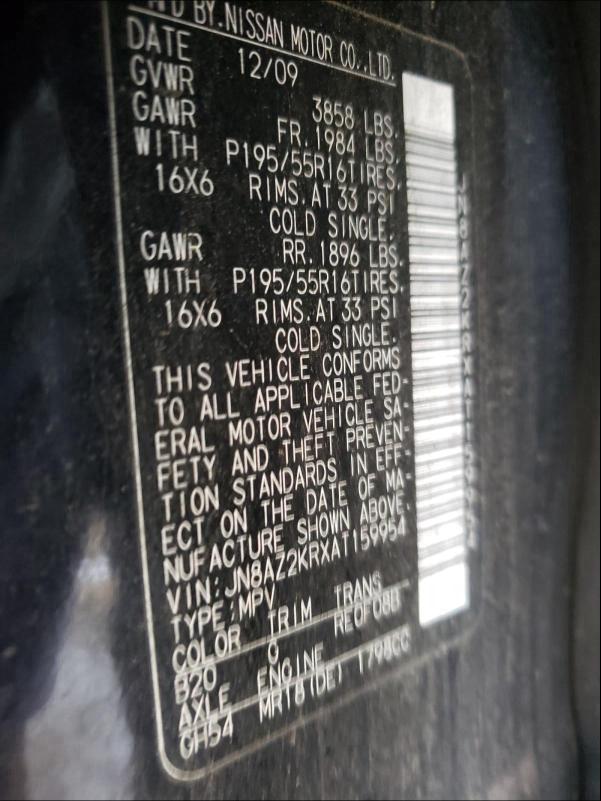 MFD BY.NISSAN MOTOR CO.,LTD.
DATE 12/09
GVWR 3858 LBS.
GAWR FR.1984 LBS.
WITH P195/55R16TIRES.
16X6 RIMS.AT 33 PSI
COLD SINGLE.
GAWR RR.1896 LBS.
WITH P195/55R16TIRES.
16X6 RIMS.AT 33 PSI
COLD SINGLE.
THIS VEHICLE CONFORMS
TO ALL APPLICABLE FED-
ERAL MOTOR VEHICLE SA-
FETY AND THEFT PREVEN-
TION STANDARDS IN EFF-
ECT ON THE DATE OF MA-
NUFACTURE SHOWN ABOVE.
VIN:JN8AZ2KRXAT159954
TYPE:MPV
COLOR TRIM TRANS
B20 G RE0F08B
AXLE ENGINE
GH54 MR18(DE) 1798CC